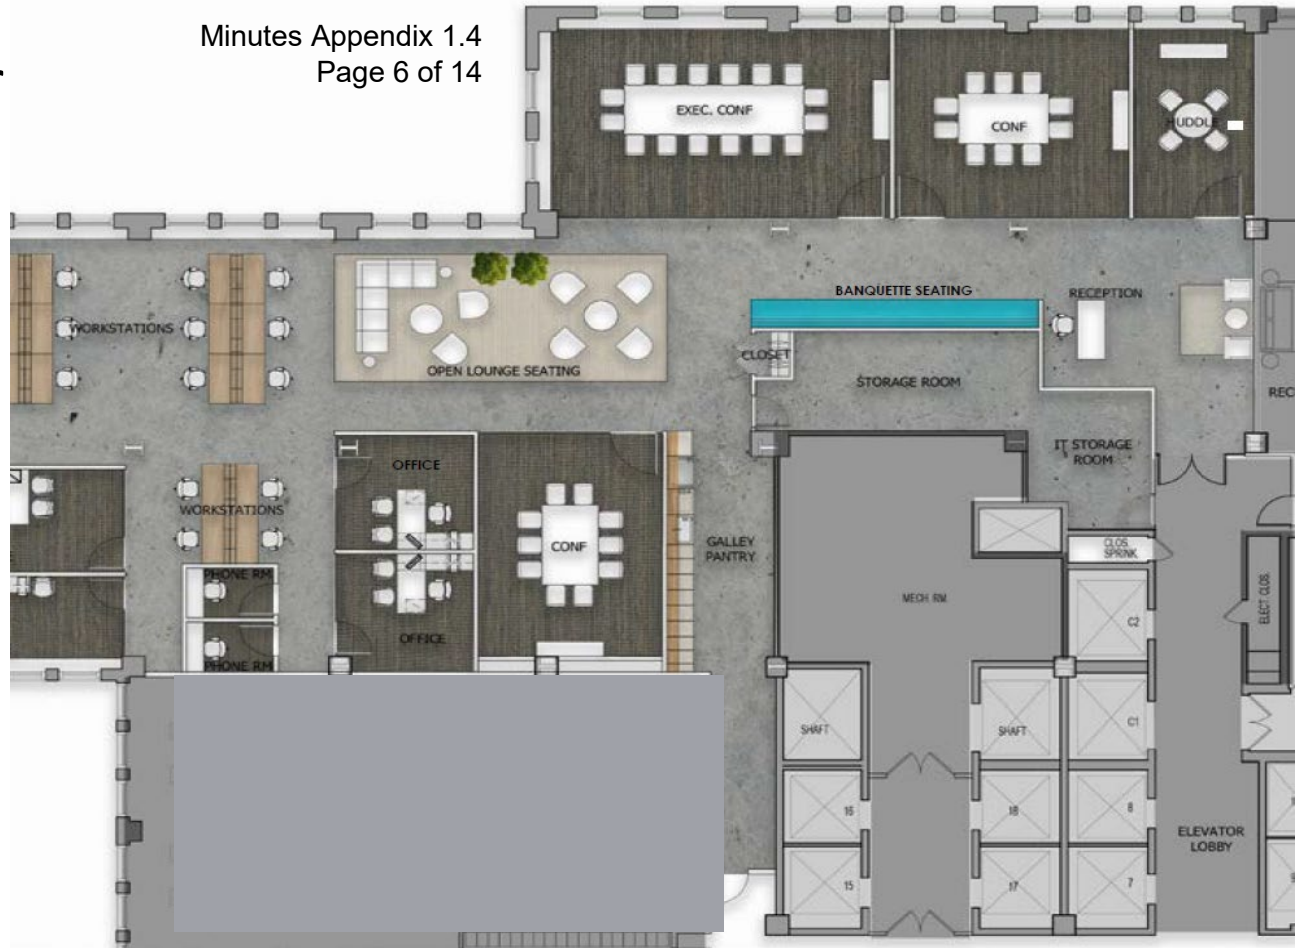 Minutes Appendix 1.4
Page 6 of 14
EXEC. CONF
CONF
HUDDLE
BANQUETTE SEATING
RECEPTION
WORKSTATIONS
CLOSET
OPEN LOUNGE SEATING
STORAGE ROOM
IT STORAGE
ROOM
OFFICE
WORKSTATIONS
CONF
GALLEY
PANTRY
CLOS.
SPRINK
PHONE RM
MECH RM
ELECT CLOS.
C2
OFFICE
PHONE RM
SHAFT
SHAFT
C1
16
18
8
ELEVATOR
LOBBY
15
17
7